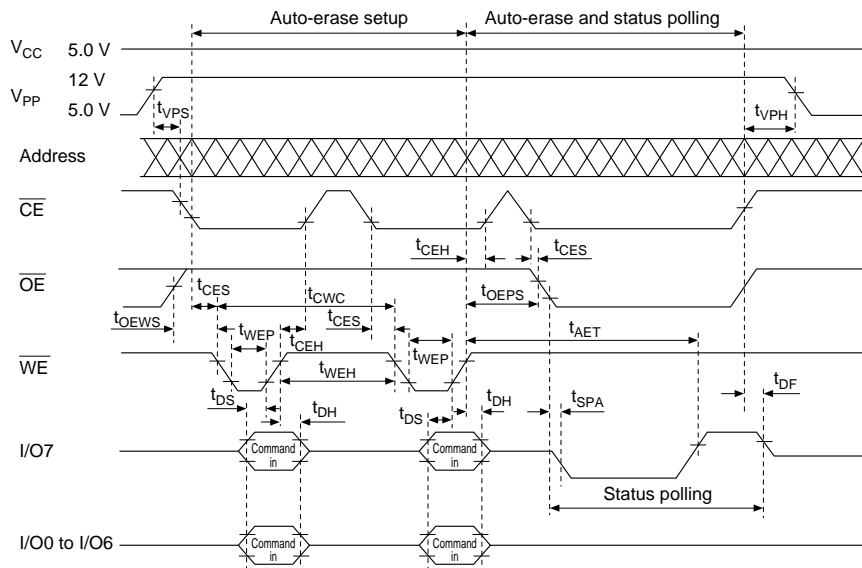 Auto-erase setup
Auto-erase and status polling
VCC 5.0 V
12 V
VPP
5.0 V
tVPS
tVPH
Address
CE
tCEH
tCES
OE
tCES
tCWC
tOEPS
tOEWS
tWEP
tCEH
tCES
tWEP
tAET
WE
tWEH
tDS
tDH
tDS
tDH
tSPA
tDF
I/O7
Command
in
Command
in
Status polling
I/O0 to I/O6
Command
in
Command
in